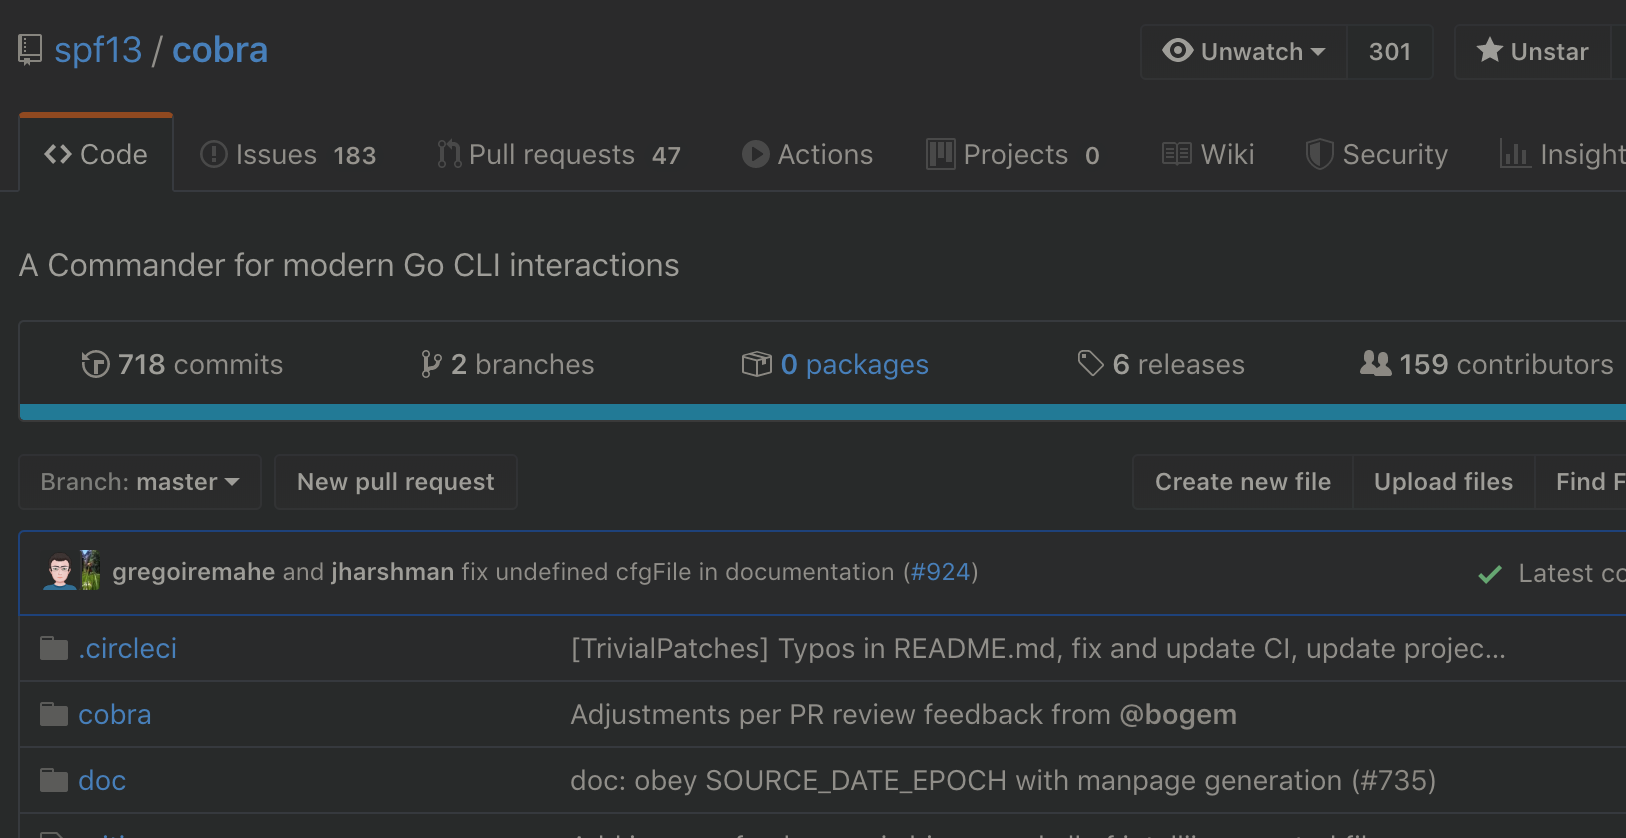 spf13 / cobra
Unwatch 301 Unstar
Code Issues 183 Pull requests 47 Actions Projects 0 Wiki Security Insight
A Commander for modern Go CLI interactions
718 commits 2 branches 0 packages 6 releases 159 contributors
Branch: master New pull request Create new file Upload files Find F
gregoiremahe and jharshman fix undefined cfgFile in documentation (#924) Latest co
.circleci [TrivialPatches] Typos in README.md, fix and update CI, update projec...
cobra Adjustments per PR review feedback from @bogem
doc doc: obey SOURCE_DATE_EPOCH with manpage generation (#735)